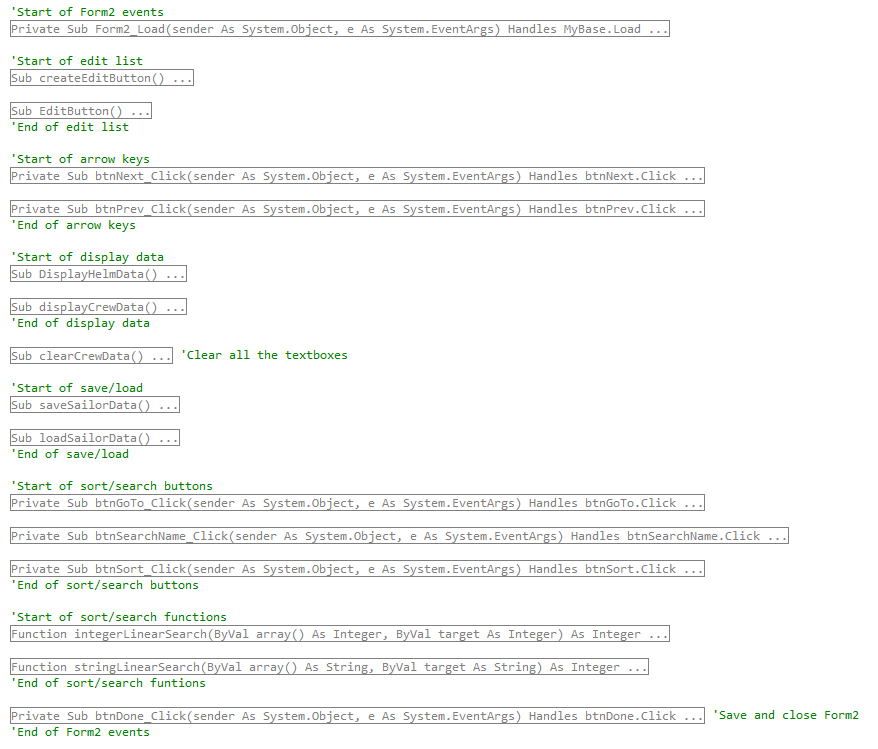 'Start of Form2 events
Private Sub Form2_Load(sender As System.Object, e As System.EventArgs) Handles MyBase.Load ...
'Start of edit list
Sub createEditButton() ...
Sub EditButton() ...
'End of edit list
'Start of arrow keys
Private Sub btnNext_Click(sender As System.Object, e As System.EventArgs) Handles btnNext.Click ...
Private Sub btnPrev_Click(sender As System.Object, e As System.EventArgs) Handles btnPrev.Click ...
'End of arrow keys
'Start of display data
Sub DisplayHelmData() ...
Sub displayCrewData() ...
'End of display data
Sub clearCrewData() ... 'Clear all the textboxes
'Start of save/load
Sub saveSailorData() ...
Sub loadSailorData() ...
'End of save/load
'Start of sort/search buttons
Private Sub btnGoTo_Click(sender As System.Object, e As System.EventArgs) Handles btnGoTo.Click ...
Private Sub btnSearchName_Click(sender As System.Object, e As System.EventArgs) Handles btnSearchName.Click ...
Private Sub btnSort_Click(sender As System.Object, e As System.EventArgs) Handles btnSort.Click ...
'End of sort/search buttons
'Start of sort/search functions
Function integerLinearSearch(ByVal array() As Integer, ByVal target As Integer) As Integer ...
Function stringLinearSearch(ByVal array() As String, ByVal target As String) As Integer ...
'End of sort/search funtions
Private Sub btnDone_Click(sender As System.Object, e As System.EventArgs) Handles btnDone.Click ... 'Save and close Form2
'End of Form2 events